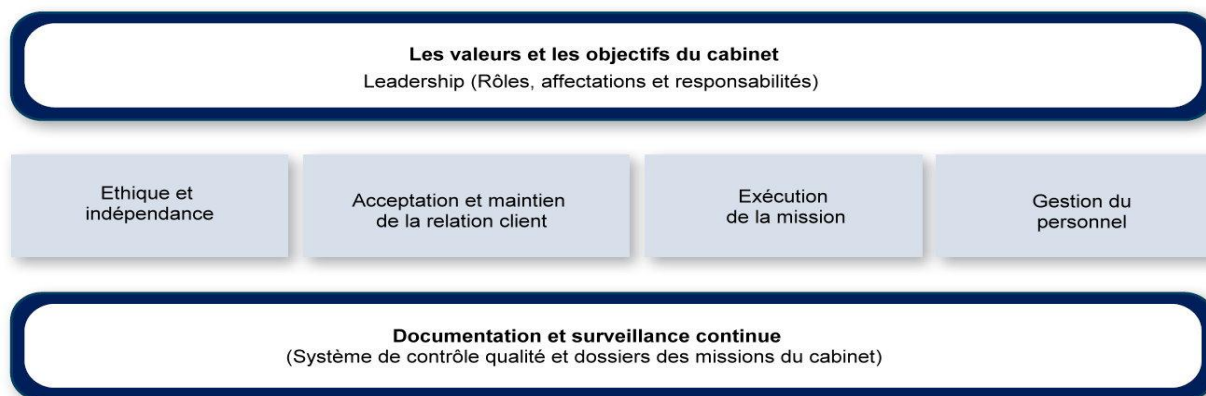 Les valeurs et les objectifs du cabinet
Leadership (Rôles, affectations et responsabilités)
Ethique et
indépendance
Acceptation et maintien
de la relation client
Exécution
de la mission
Gestion du
personnel
Documentation et surveillance continue
(Système de contrôle qualité et dossiers des missions du cabinet)